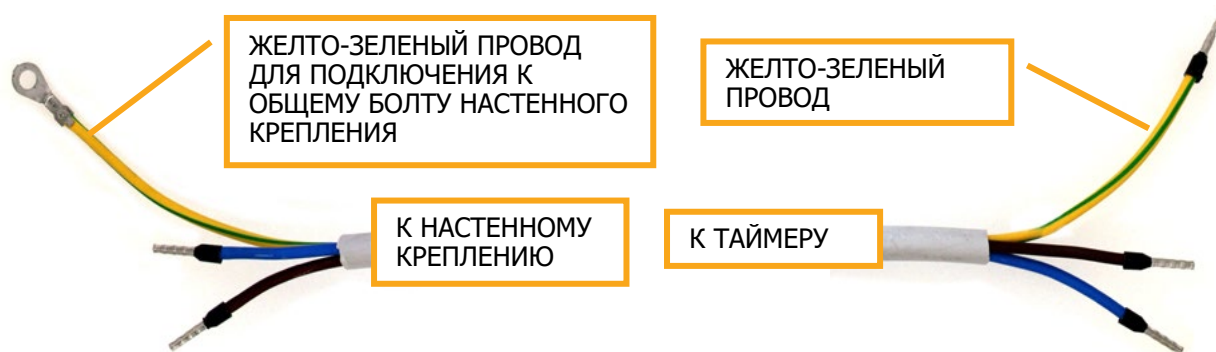 ЖЕЛТО-ЗЕЛЕНЫЙ ПРОВОД
ДЛЯ ПОДКЛЮЧЕНИЯ К
ОБЩЕМУ БОЛТУ НАСТЕННОГО
КРЕПЛЕНИЯ
ЖЕЛТО-ЗЕЛЕНЫЙ
ПРОВОД
К НАСТЕННОМУ
КРЕПЛЕНИЮ
К ТАЙМЕРУ